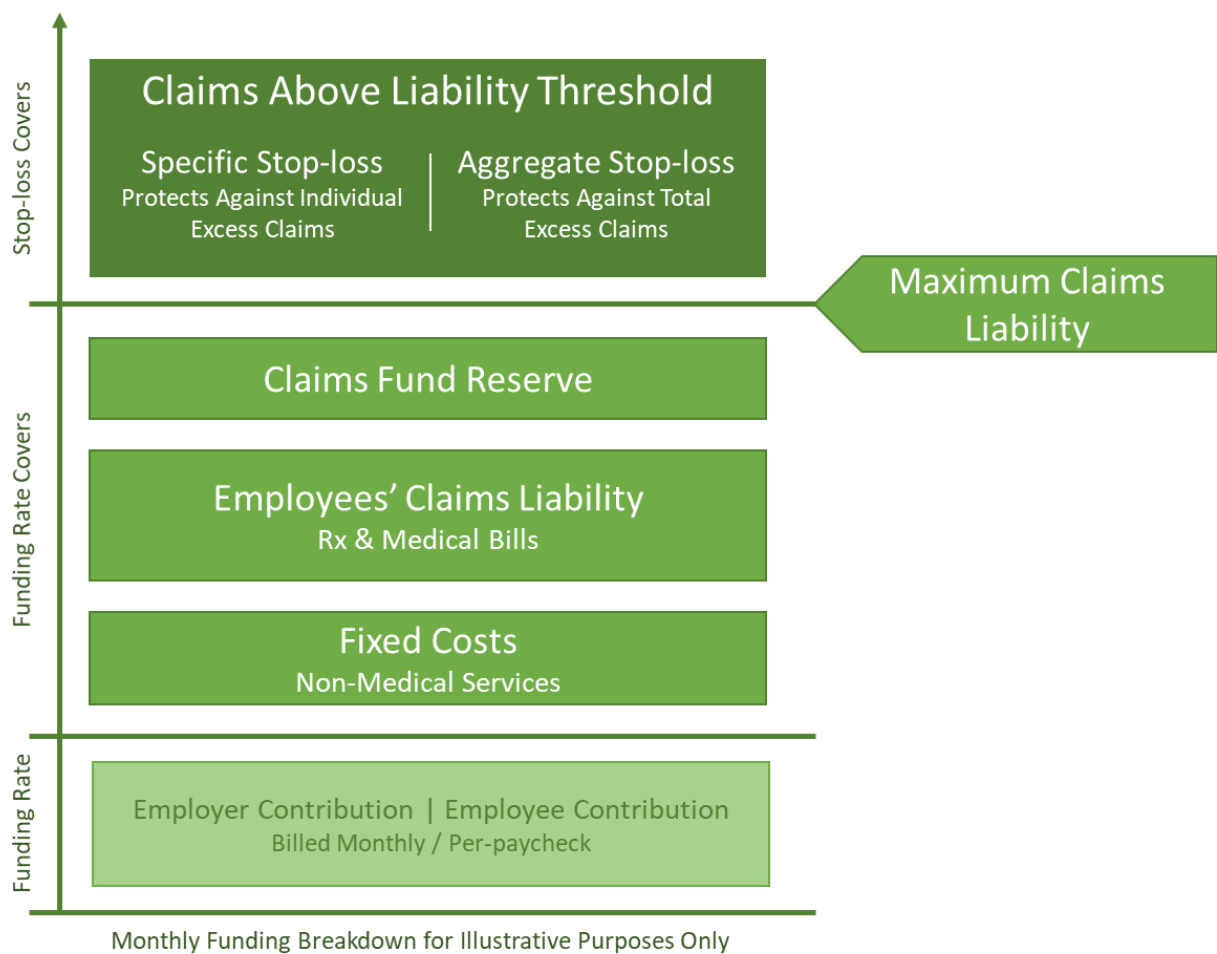 Stop-loss Covers
Claims Above Liability Threshold
Specific Stop-loss
Protects Against Individual
Excess Claims
Aggregate Stop-loss
Protects Against Total
Excess Claims
Maximum Claims
Liability
Funding Rate Covers
Claims Fund Reserve
Employees’ Claims Liability
Rx & Medical Bills
Fixed Costs
Non-Medical Services
Funding Rate
Employer Contribution | Employee Contribution
Billed Monthly / Per-paycheck
Monthly Funding Breakdown for Illustrative Purposes Only